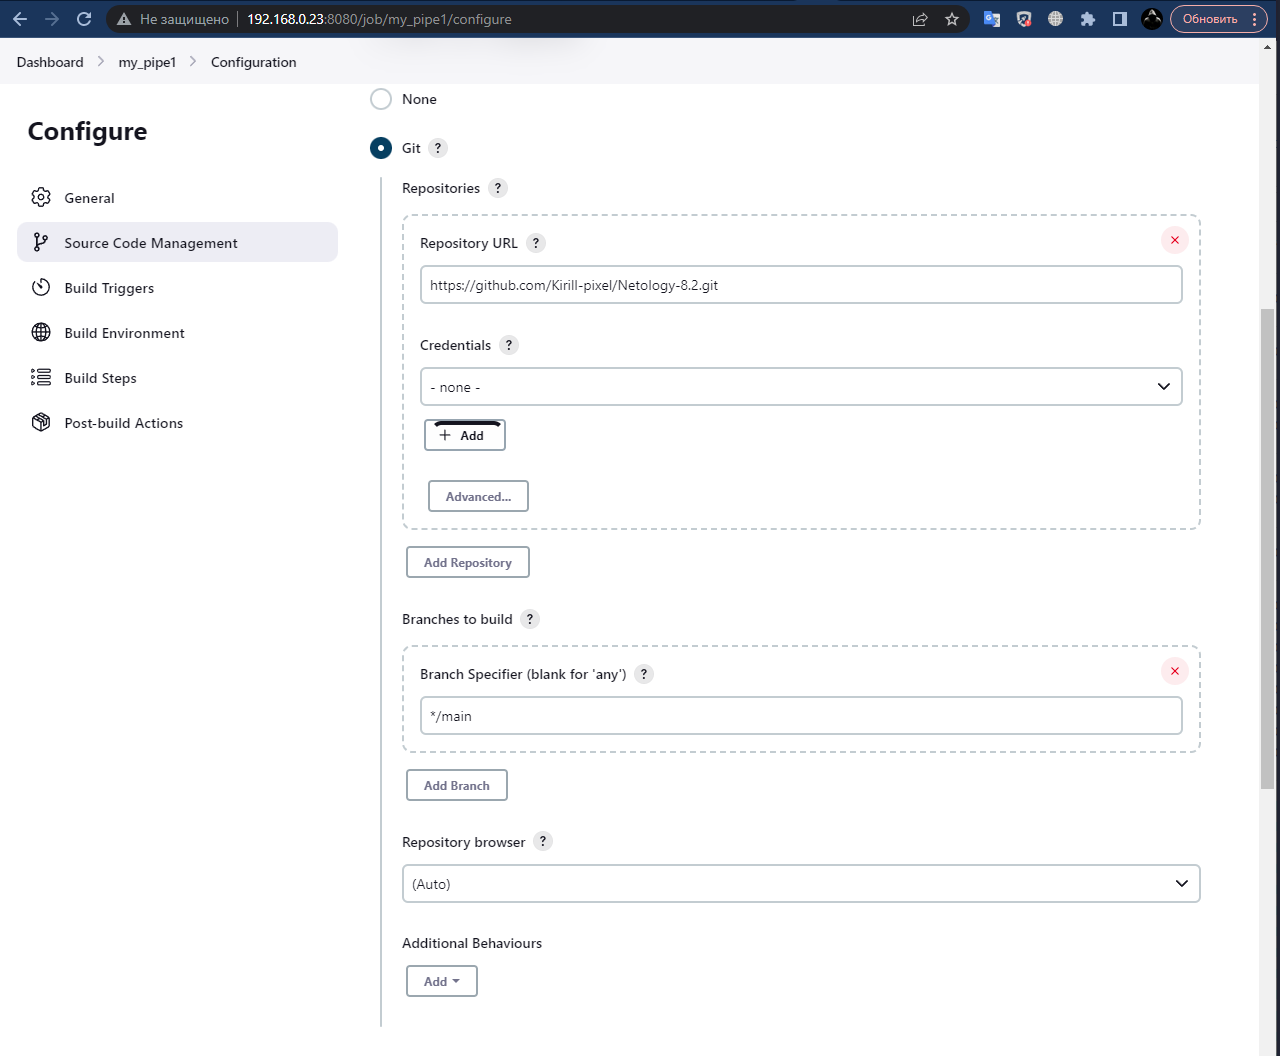 Не защищено 192.168.0.23:8080/job/my_pipe1/configure Обновить
Dashboard my_pipe1 Configuration
Configure
General
Source Code Management
Build Triggers
Build Environment
Build Steps
Post-build Actions
None
Git ?
Repositories ?
Repository URL ?
https://github.com/Kirill-pixel/Netology-8.2.git
Credentials ?
- none -
+ Add
Advanced...
Add Repository
Branches to build ?
Branch Specifier (blank for 'any') ?
*/main
Add Branch
Repository browser ?
(Auto)
Additional Behaviours
Add